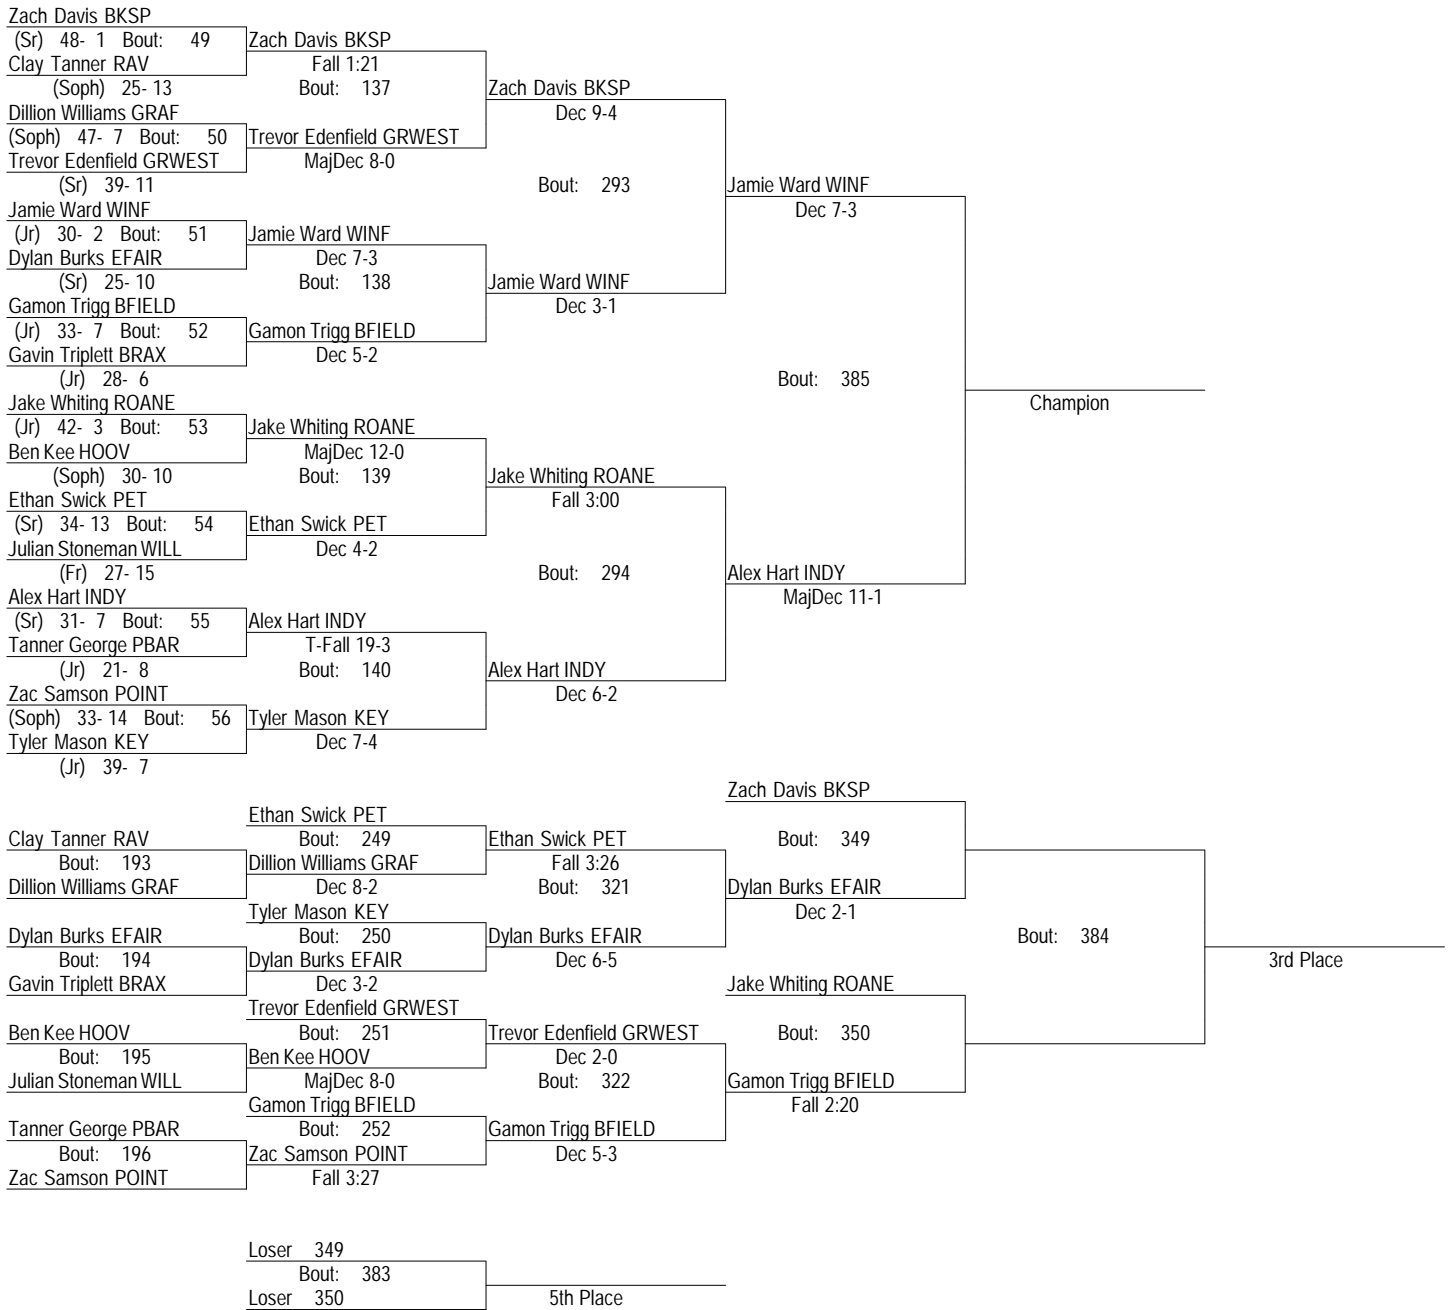 Zach Davis BKSP
(Sr) 48- 1 Bout: 49 Zach Davis BKSP
Clay Tanner RAV Fall 1:21
(Soph) 25- 13 Bout: 137 Zach Davis BKSP
Dillion Williams GRAF Dec 9-4
(Soph) 47- 7 Bout: 50 Trevor Edenfield GRWEST
Trevor Edenfield GRWEST MajDec 8-0
(Sr) 39- 11 Bout: 293 Jamie Ward WINF
Jamie Ward WINF Dec 7-3
(Jr) 30- 2 Bout: 51 Jamie Ward WINF
Dylan Burks EFAIR Dec 7-3
(Sr) 25- 10 Bout: 138 Jamie Ward WINF
Gamon Trigg BFIELD Dec 3-1
(Jr) 33- 7 Bout: 52 Gamon Trigg BFIELD
Gavin Triplett BRAX Dec 5-2
(Jr) 28- 6 Bout: 385
Jake Whiting ROANE Champion
(Jr) 42- 3 Bout: 53 Jake Whiting ROANE
Ben Kee HOOV MajDec 12-0
(Soph) 30- 10 Bout: 139 Jake Whiting ROANE
Ethan Swick PET Fall 3:00
(Sr) 34- 13 Bout: 54 Ethan Swick PET
Julian Stoneman WILL Dec 4-2
(Fr) 27- 15 Bout: 294 Alex Hart INDY
Alex Hart INDY MajDec 11-1
(Sr) 31- 7 Bout: 55 Alex Hart INDY
Tanner George PBAR T-Fall 19-3
(Jr) 21- 8 Bout: 140 Alex Hart INDY
Zac Samson POINT Dec 6-2
(Soph) 33- 14 Bout: 56 Tyler Mason KEY
Tyler Mason KEY Dec 7-4
(Jr) 39- 7
Zach Davis BKSP
Ethan Swick PET
Clay Tanner RAV Bout: 249 Ethan Swick PET Bout: 349
Bout: 193 Dillion Williams GRAF Fall 3:26
Dillion Williams GRAF Dec 8-2 Bout: 321 Dylan Burks EFAIR
Tyler Mason KEY Dec 2-1
Dylan Burks EFAIR Bout: 250 Dylan Burks EFAIR Bout: 384
Bout: 194 Dylan Burks EFAIR Dec 6-5 3rd Place
Gavin Triplett BRAX Dec 3-2 Jake Whiting ROANE
Trevor Edenfield GRWEST
Ben Kee HOOV Bout: 251 Trevor Edenfield GRWEST Bout: 350
Bout: 195 Ben Kee HOOV Dec 2-0
Julian Stoneman WILL MajDec 8-0 Bout: 322 Gamon Trigg BFIELD
Gamon Trigg BFIELD Fall 2:20
Tanner George PBAR Bout: 252 Gamon Trigg BFIELD
Bout: 196 Zac Samson POINT Dec 5-3
Zac Samson POINT Fall 3:27
Loser 349
Bout: 383
Loser 350 5th Place